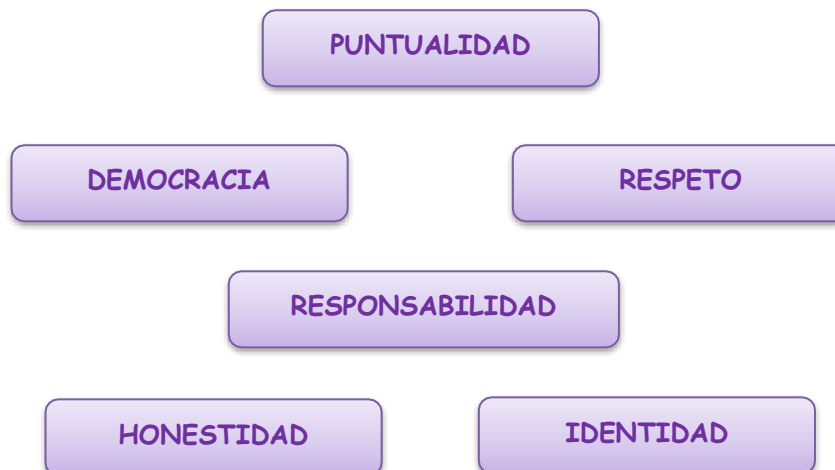 PUNTUALIDAD
DEMOCRACIA
RESPETO
RESPONSABILIDAD
HONESTIDAD
IDENTIDAD